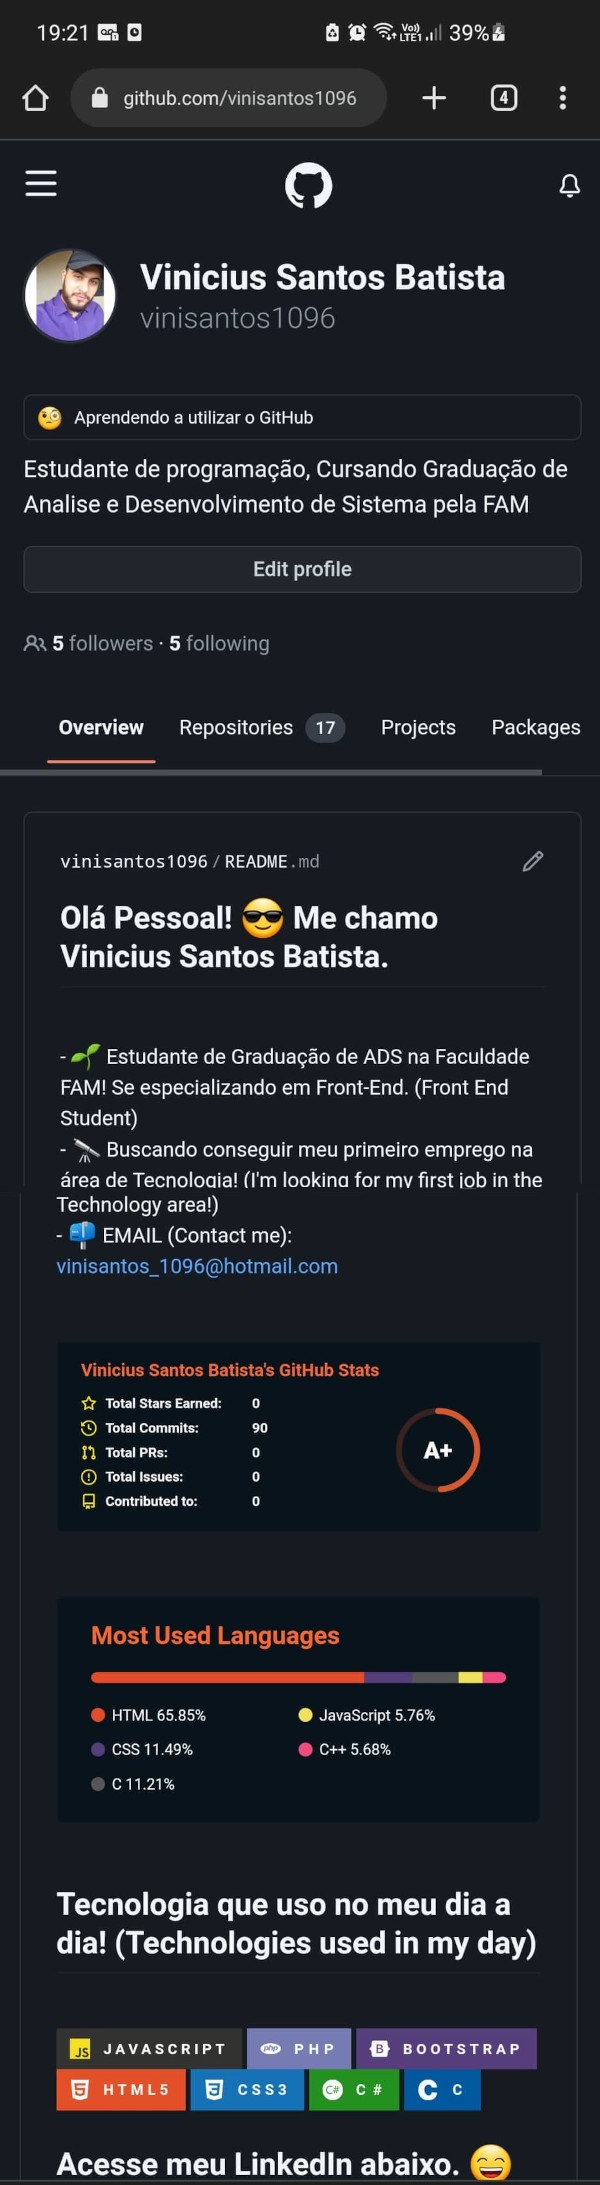 19:21 39%
github.com/vinisantos1096 4
Vinicius Santos Batista
vinisantos1096
Aprendendo a utilizar o GitHub
Estudante de programação, Cursando Graduação de
Analise e Desenvolvimento de Sistema pela FAM
Edit profile
5 followers · 5 following
Overview Repositories 17 Projects Packages
vinisantos1096/README.md
Olá Pessoal! 😎 Me chamo
Vinicius Santos Batista.
- 🌱 Estudante de Graduação de ADS na Faculdade
FAM! Se especializando em Front-End. (Front End
Student)
- 🔭 Buscando conseguir meu primeiro emprego na
área de Tecnologia! (I'm looking for my first job in the
Technology area!)
- 📫 EMAIL (Contact me):
vinisantos_1096@hotmail.com
Vinicius Santos Batista's GitHub Stats
Total Stars Earned: 0
Total Commits: 90
Total PRs: 0
Total Issues: 0
Contributed to: 0
A+
Most Used Languages
HTML 65.85% JavaScript 5.76%
CSS 11.49% C++ 5.68%
C 11.21%
Tecnologia que uso no meu dia a
dia! (Technologies used in my day)
JS JAVASCRIPT php PHP B BOOTSTRAP
HTML5 CSS3 C# C# C C
Acesse meu LinkedIn abaixo. 😄